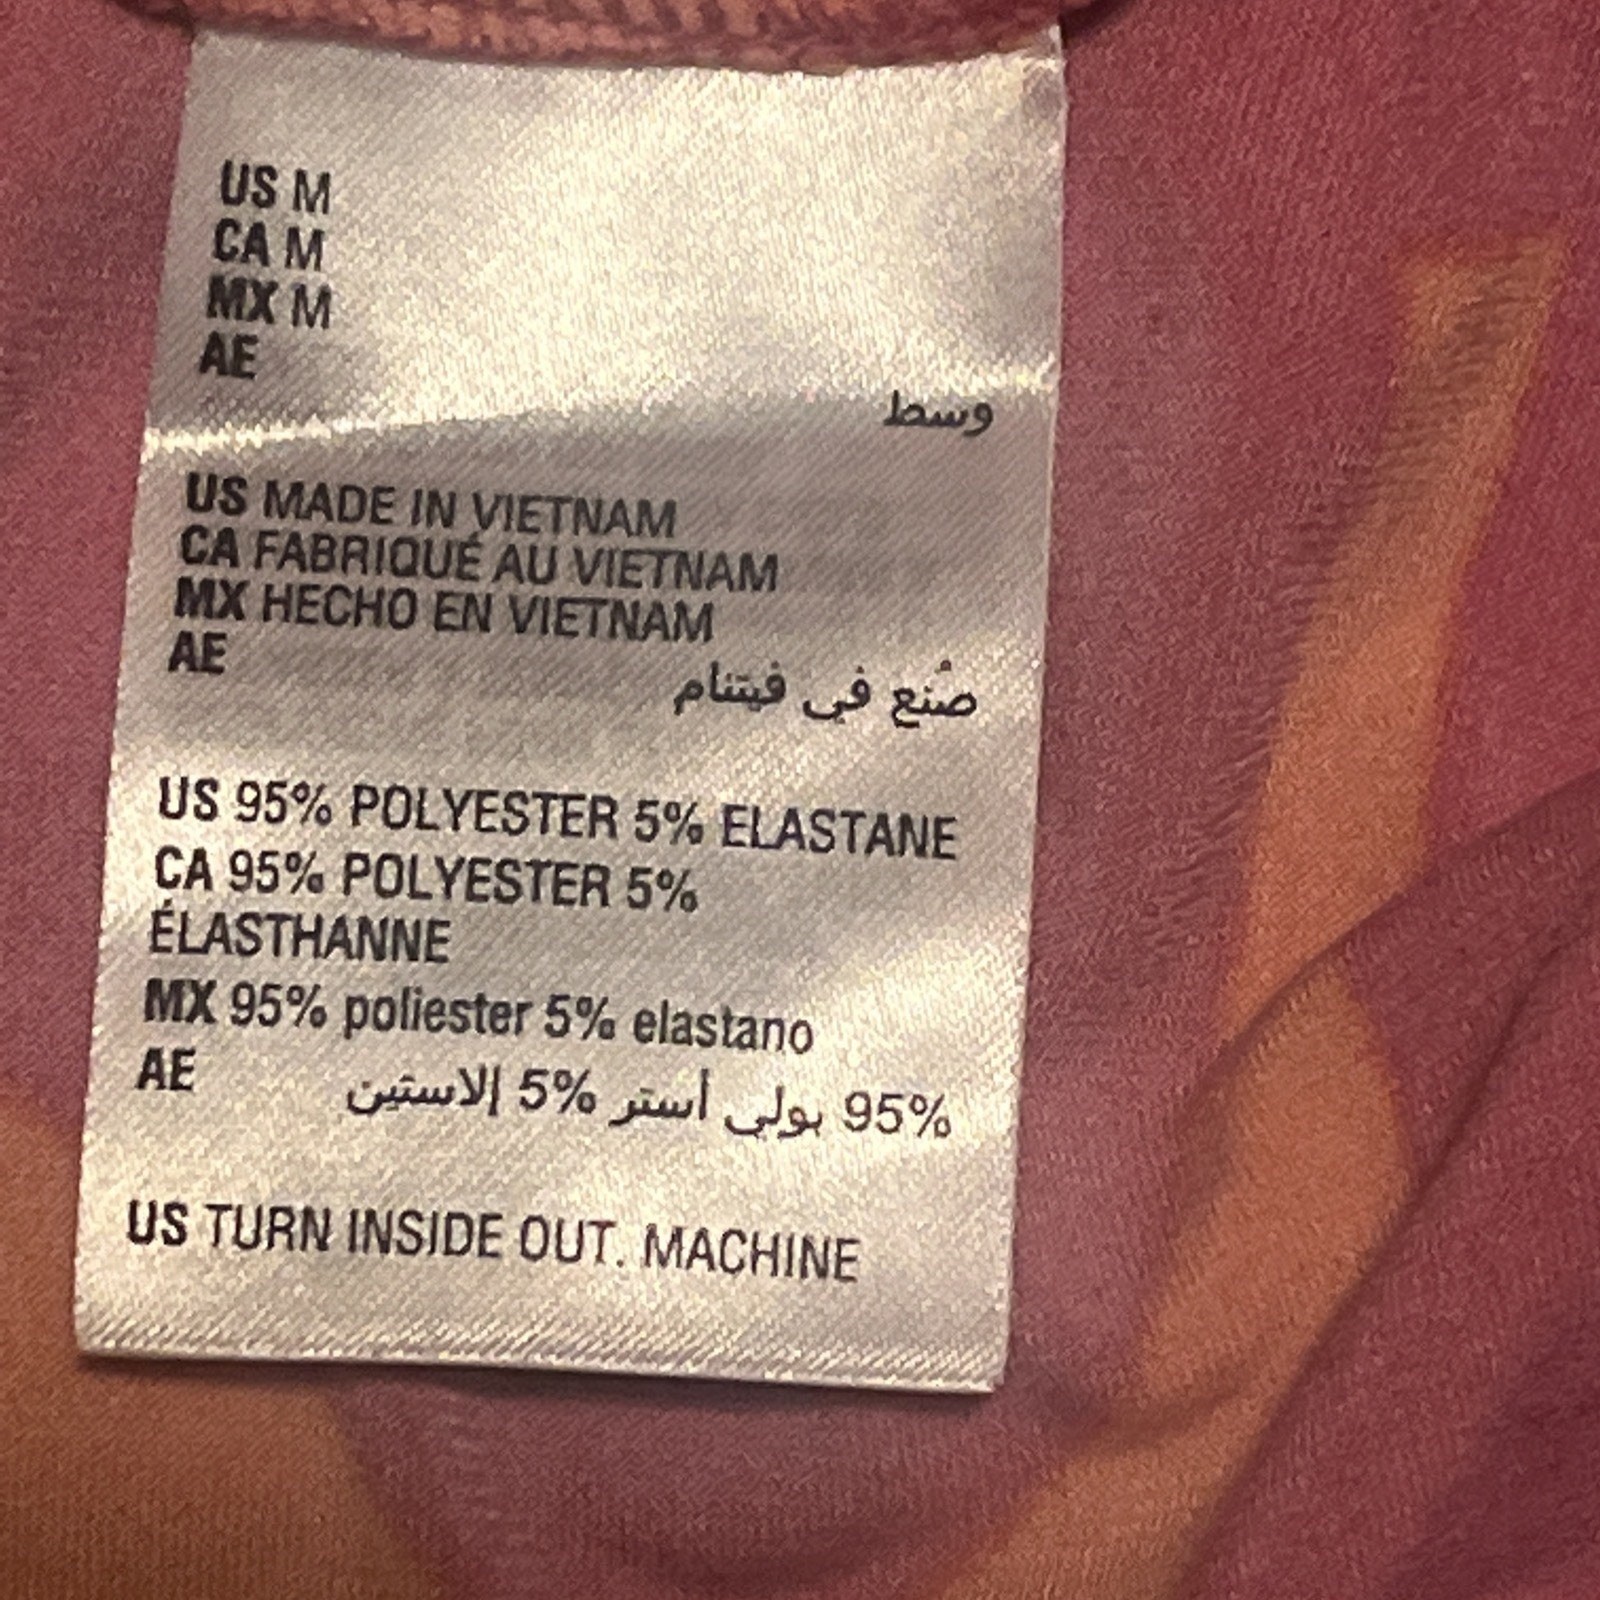 US M
CA M
MX M
AE
وسط
US MADE IN VIETNAM
CA FABRIQUÉ AU VIETNAM
MX HECHO EN VIETNAM
AE
صُنع في فيتنام
US 95% POLYESTER 5% ELASTANE
CA 95% POLYESTER 5%
ÉLASTHANNE
MX 95% poliester 5% elastano
AE 95% بولي أستر 5% إلاستين
US TURN INSIDE OUT. MACHINE